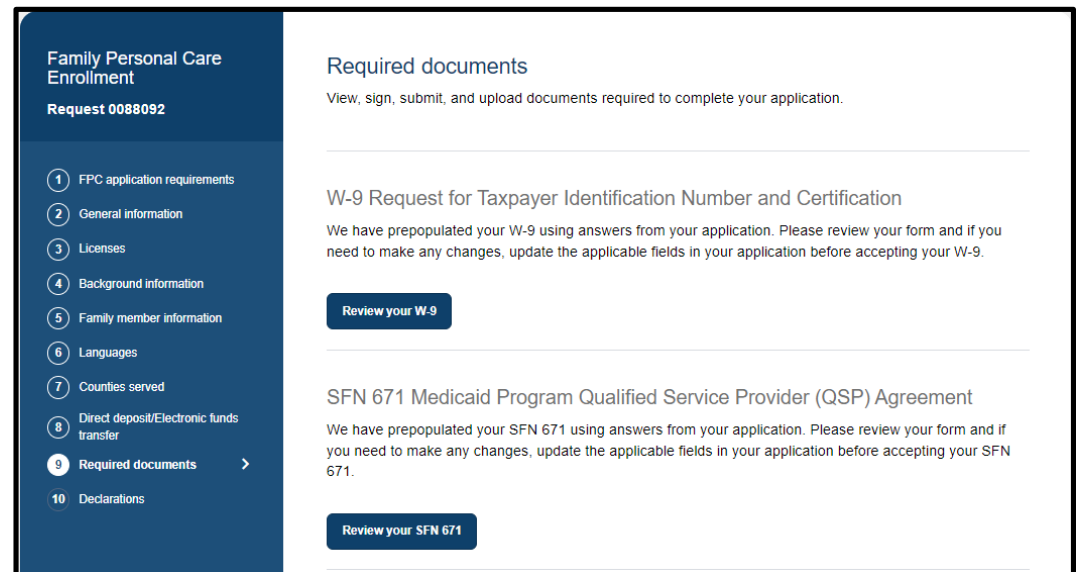 Family Personal Care
Enrollment
Request 0088092
1 FPC application requirements
2 General information
3 Licenses
4 Background information
5 Family member information
6 Languages
7 Counties served
8 Direct deposit/Electronic funds
transfer
9 Required documents
10 Declarations
Required documents
View, sign, submit, and upload documents required to complete your application.
W-9 Request for Taxpayer Identification Number and Certification
We have prepopulated your W-9 using answers from your application. Please review your form and if you
need to make any changes, update the applicable fields in your application before accepting your W-9.
Review your W-9
SFN 671 Medicaid Program Qualified Service Provider (QSP) Agreement
We have prepopulated your SFN 671 using answers from your application. Please review your form and if
you need to make any changes, update the applicable fields in your application before accepting your SFN
671.
Review your SFN 671